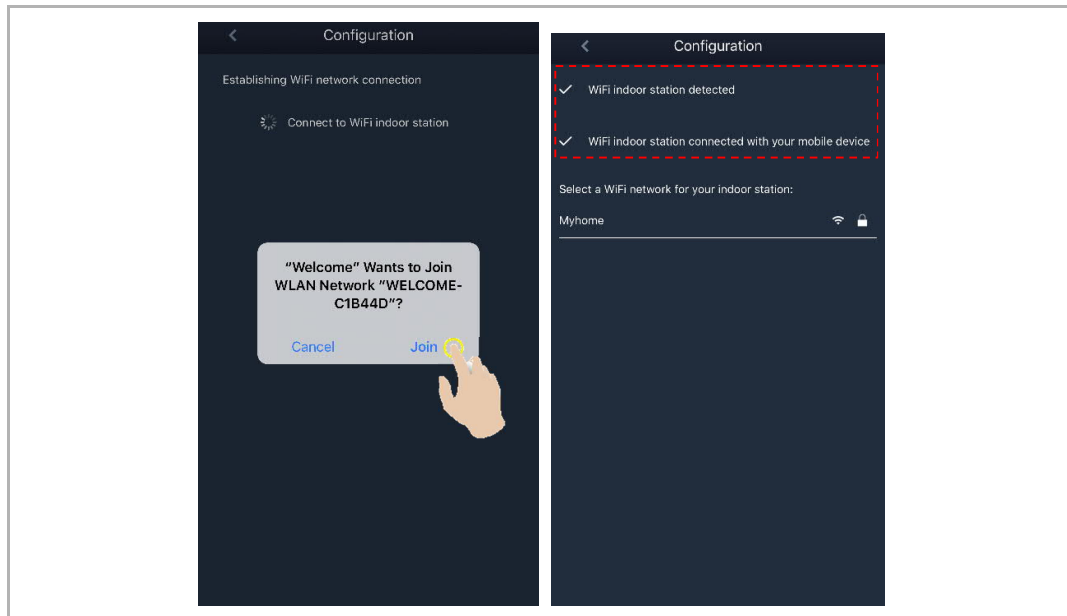 Configuration
Establishing WiFi network connection
Connect to WiFi indoor station
“Welcome” Wants to Join
WLAN Network “WELCOME-
C1B44D”?
Cancel
Join
Configuration
WiFi indoor station detected
WiFi indoor station connected with your mobile device
Select a WiFi network for your indoor station:
Myhome